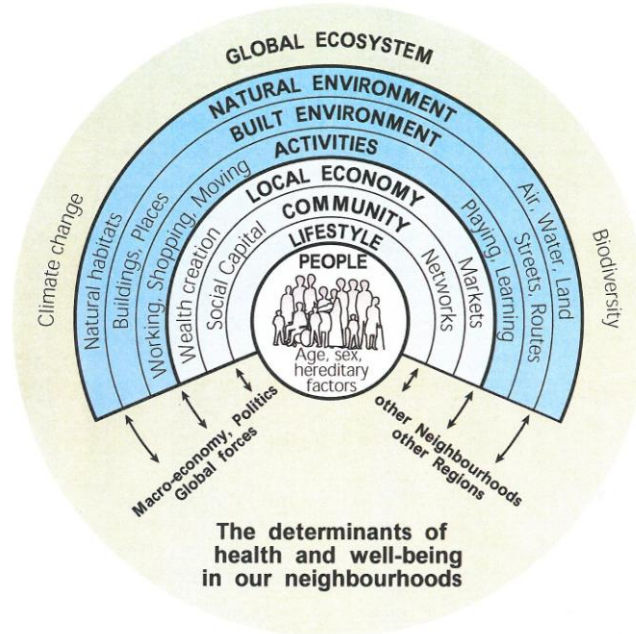 GLOBAL ECOSYSTEM
NATURAL ENVIRONMENT
BUILT ENVIRONMENT
ACTIVITIES
LOCAL ECONOMY
COMMUNITY
LIFESTYLE
PEOPLE
Age, sex,
hereditary
factors
Climate change
Natural habitats
Buildings, Places
Working, Shopping, Moving
Wealth creation
Social Capital
Networks
Markets
Playing, Learning
Streets, Routes
Air, Water, Land
Biodiversity
Macro-economy, Politics
Global forces
other Neighbourhoods
other Regions
The determinants of
health and well-being
in our neighbourhoods